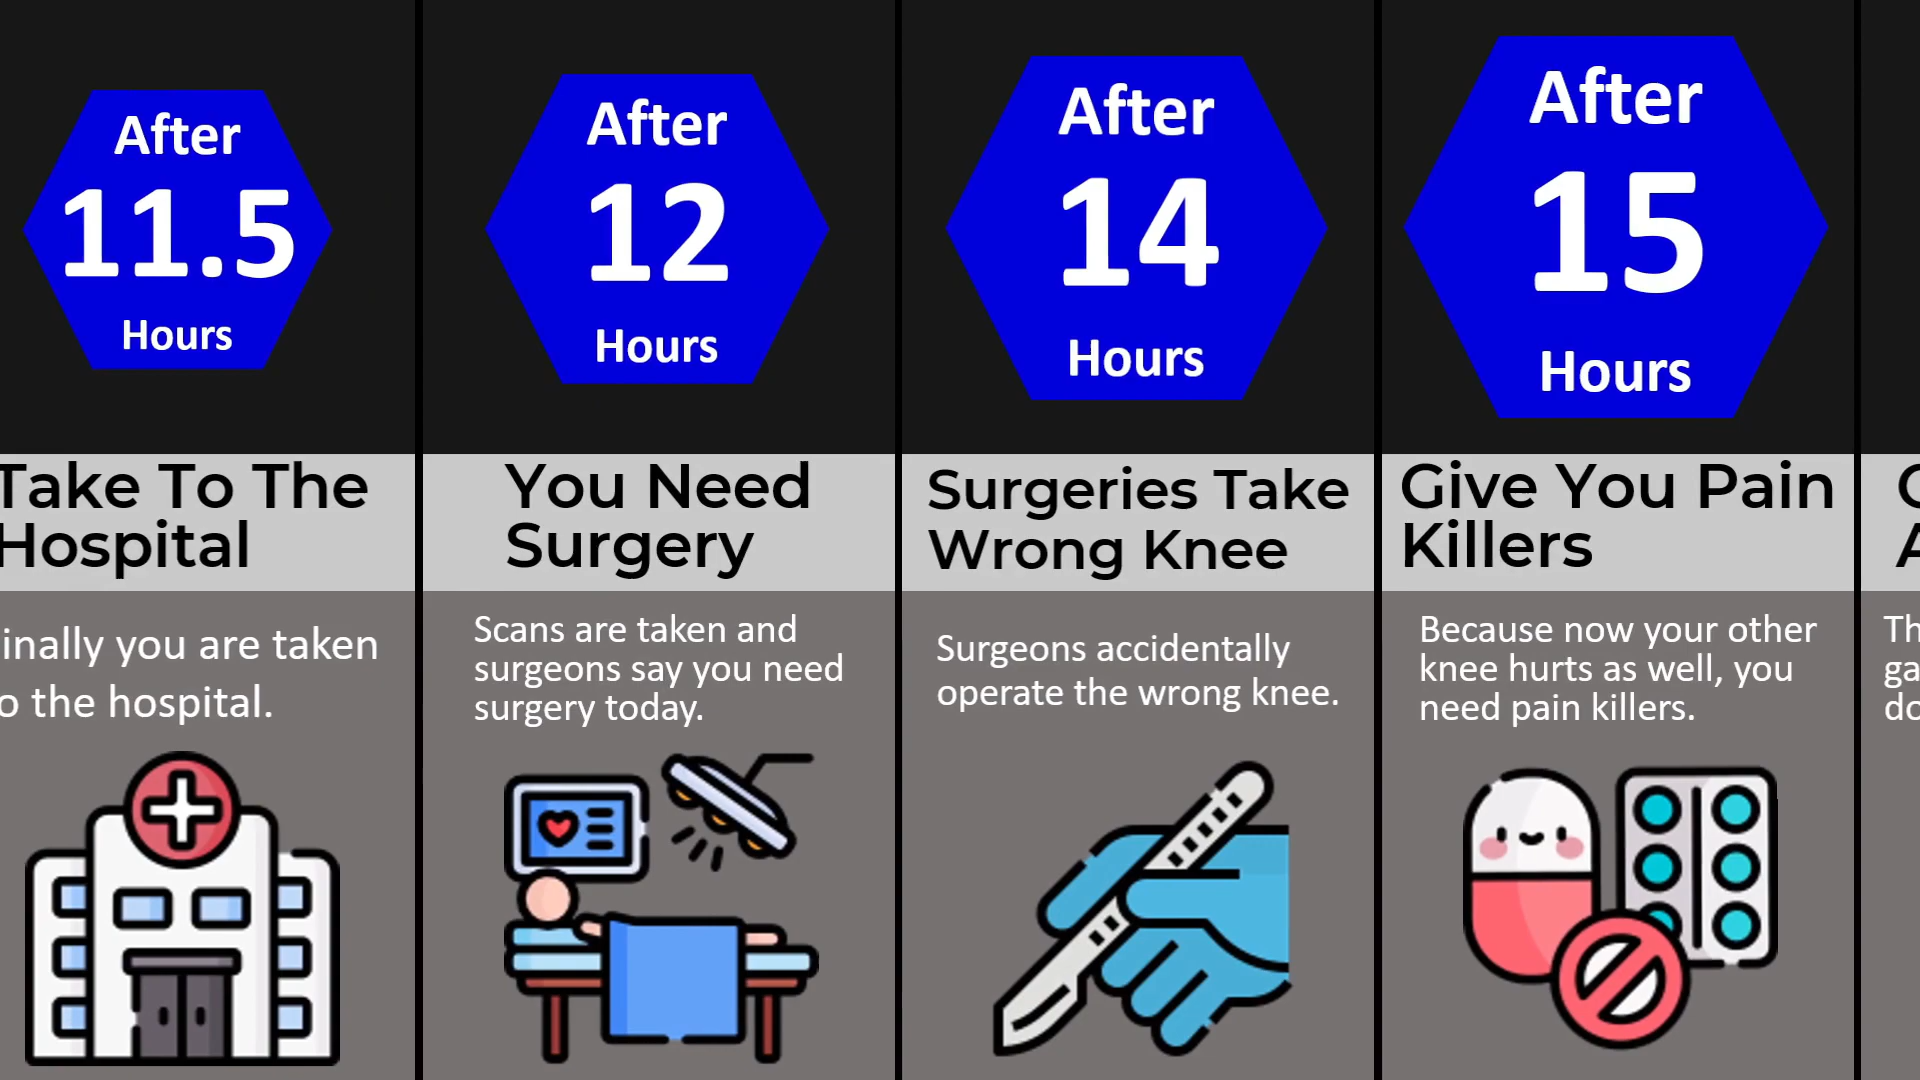 After
11.5
Hours
Take To The
Hospital
inally you are taken
o the hospital.
After
12
Hours
You Need
Surgery
Scans are taken and
surgeons say you need
surgery today.
After
14
Hours
Surgeries Take
Wrong Knee
Surgeons accidentally
operate the wrong knee.
After
15
Hours
Give You Pain
Killers
Because now your other
knee hurts as well, you
need pain killers.
Th
ga
do